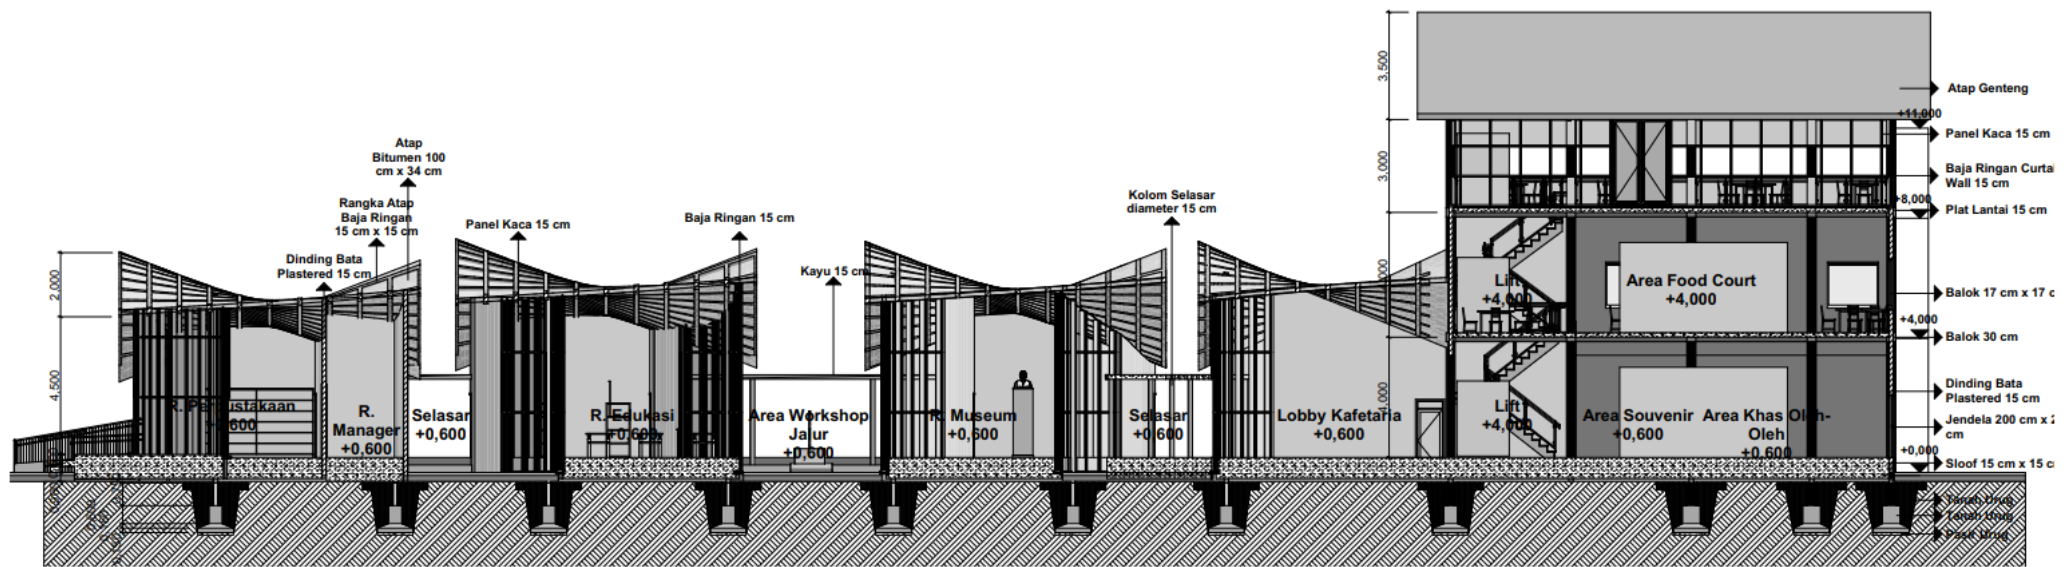 3,500
Atap Genteng
+11,000
Panel Kaca 15 cm
3,000
Baja Ringan Curta
Wall 15 cm
+8,000
Plat Lantai 15 cm
Atap
Bitumen 100
cm x 34 cm
Rangka Atap
Baja Ringan
15 cm x 15 cm
Dinding Bata
Plastered 15 cm
Panel Kaca 15 cm
Baja Ringan 15 cm
Kayu 15 cm
Kolom Selasar
diameter 15 cm
2,000
4,500
Lift
+4,000
Area Food Court
+4,000
Balok 17 cm x 17 c
+4,000
Balok 30 cm
Dinding Bata
Plastered 15 cm
Jendela 200 cm x 2
cm
+0,000
Sloof 15 cm x 15 c
R. Perpustakaan
R.
Manager
+0,600
Selasar
+0,600
R. Edukasi
+0,600
Area Workshop
Jalur
+0,600
R. Museum
+0,600
Selasar
+0,600
Lobby Kafetaria
+0,600
4,000
Lift
+4,000
Area Souvenir
+0,600
Area Khas Oleh-
Oleh
+0,600
Tanah Urug
Tanah Urug
Pasir Urug